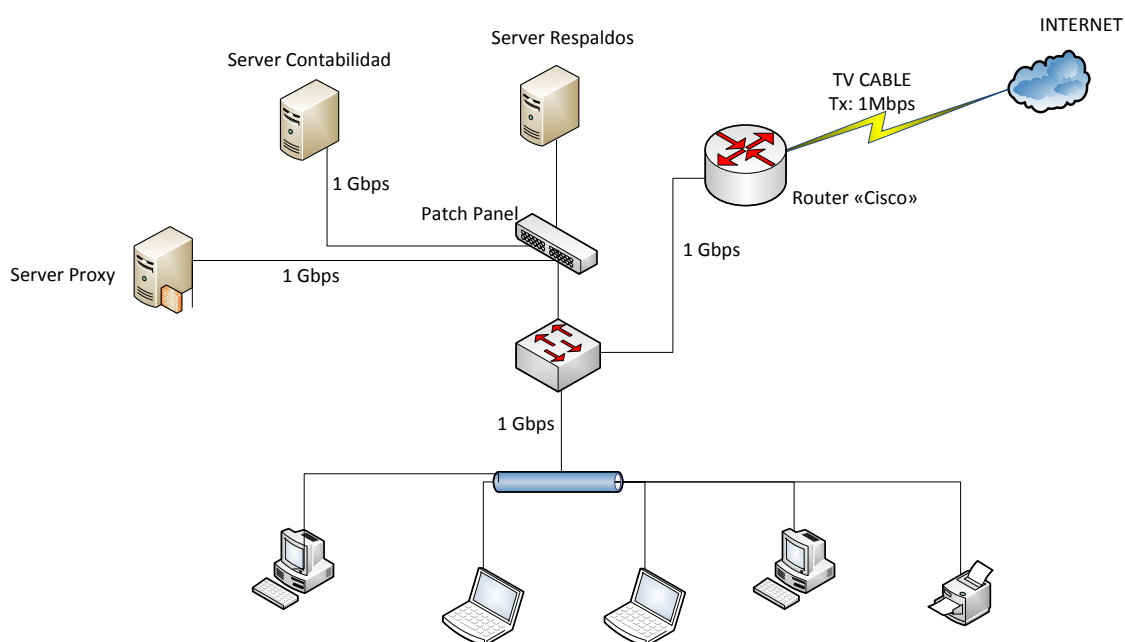 INTERNET
Server Respaldos
Server Contabilidad
TV CABLE
Tx: 1Mbps
1 Gbps
Router «Cisco»
Patch Panel
1 Gbps
Server Proxy
1 Gbps
1 Gbps